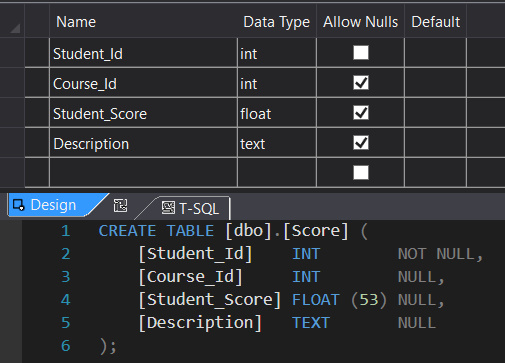 Name Data Type Allow Nulls Default
Student_Id int
Course_Id int
Student_Score float
Description text
Design T-SQL
1 CREATE TABLE [dbo].[Score] (
2 [Student_Id] INT NOT NULL,
3 [Course_Id] INT NULL,
4 [Student_Score] FLOAT (53) NULL,
5 [Description] TEXT NULL
6 );